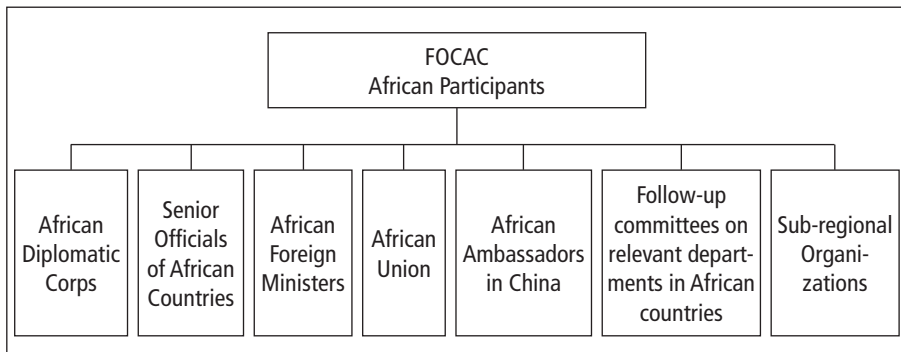 FOCAC
African Participants
African
Diplomatic
Corps
Senior
Officials
of African
Countries
African
Foreign
Ministers
African
Union
African
Ambassadors
in China
Follow-up
committees on
relevant depart-
ments in African
countries
Sub-regional
Organi-
zations